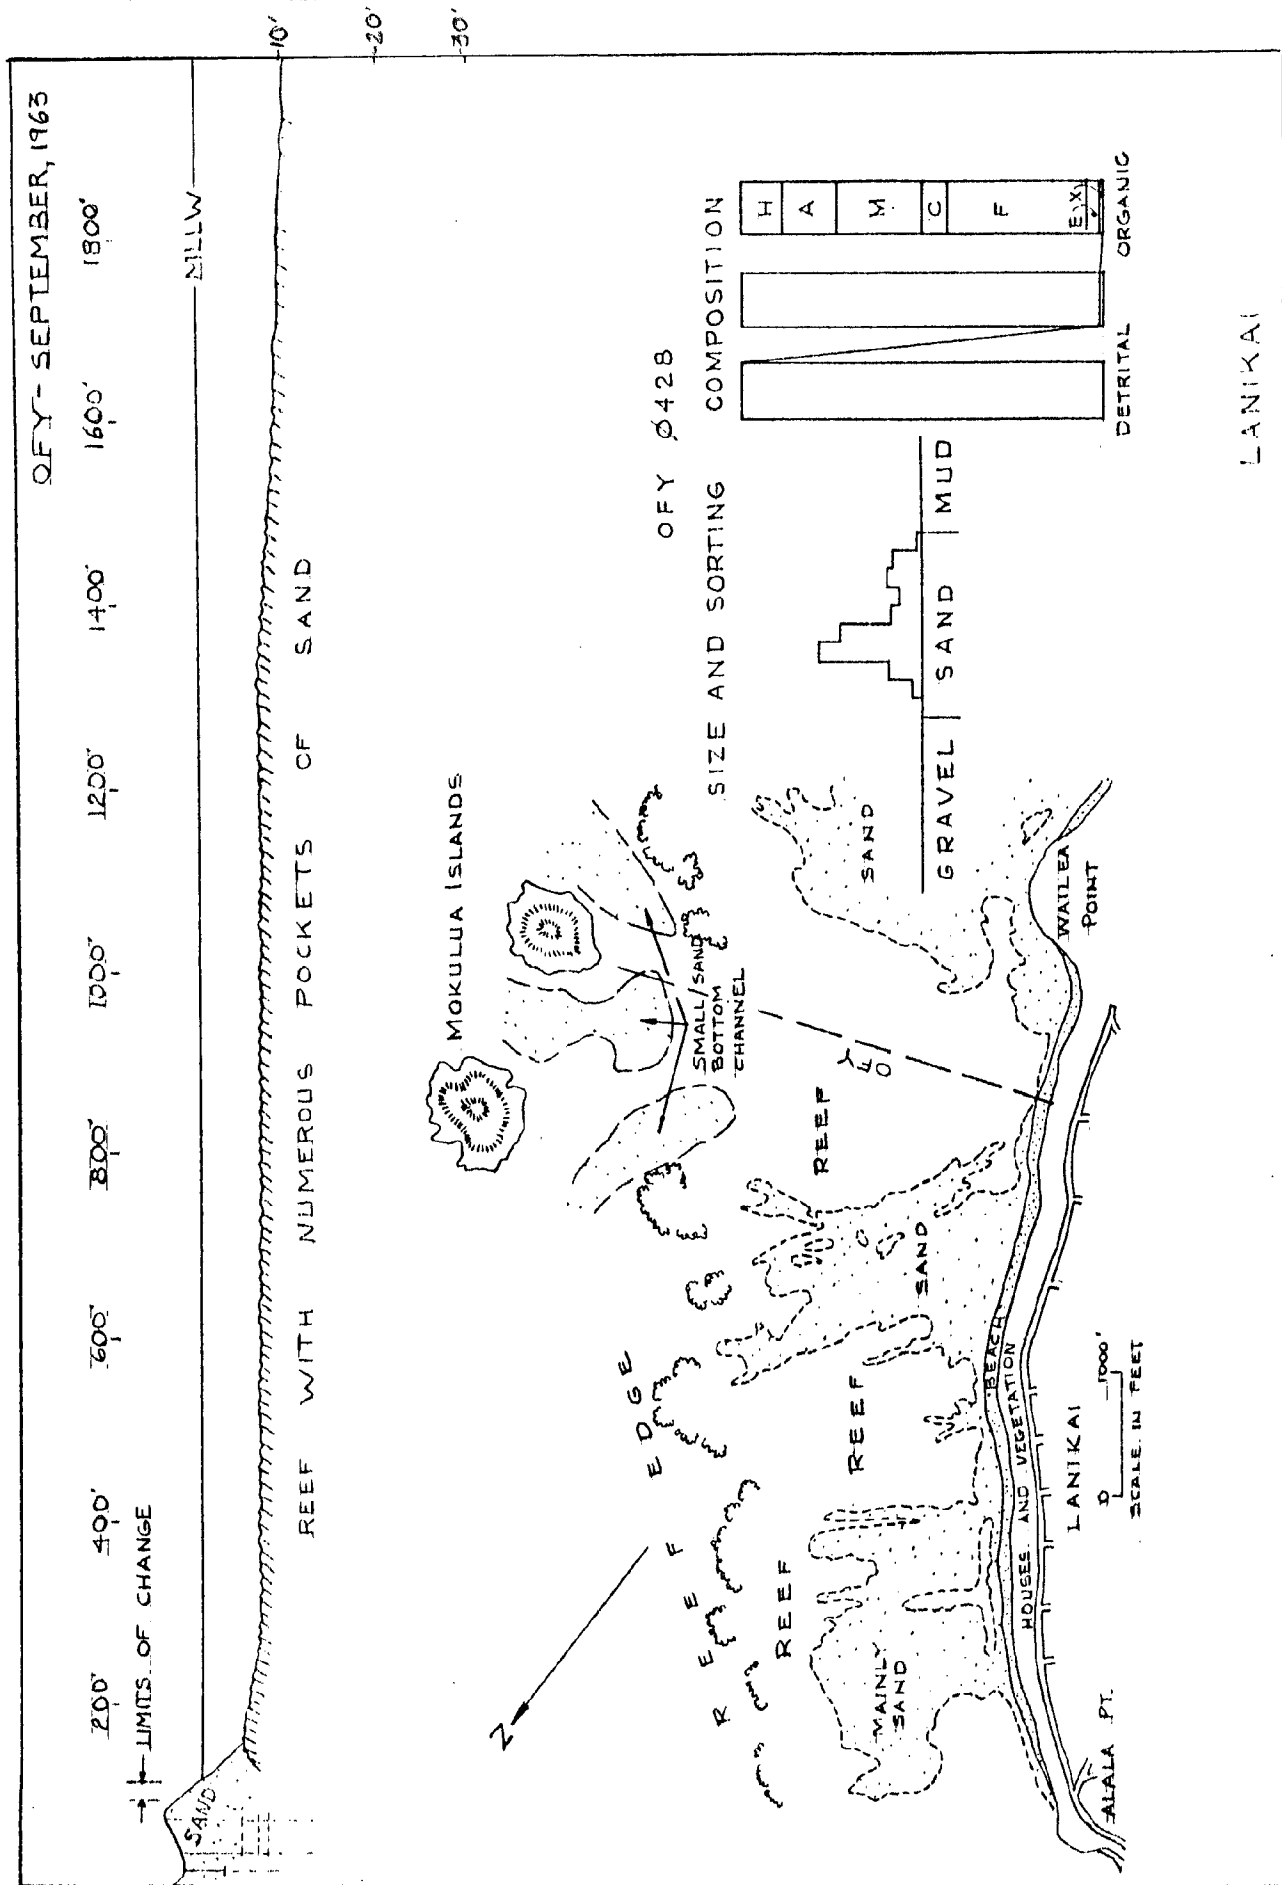 OFY - SEPTEMBER, 1963
200' 400' 600' 800' 1000' 1200' 1400' 1600' 1800'
LIMITS OF CHANGE
MLLW
-10'
-20'
-30'
SAND
REEF WITH NUMEROUS POCKETS OF SAND
MOKULUA ISLANDS
N
REEF EDGE
SMALL SAND
BOTTOM
CHANNEL
OFY
REEF
REEF
REEF
MAINLY
SAND
SAND
SAND
BEACH
HOUSES AND VEGETATION
WAILEA
POINT
ALALA PT.
LANIKAI
0 1000'
SCALE IN FEET
OFY Ø428
SIZE AND SORTING
COMPOSITION
GRAVEL | SAND | MUD
H
A
M
C
F
E
X
DETRITAL
ORGANIC
LANIKAI